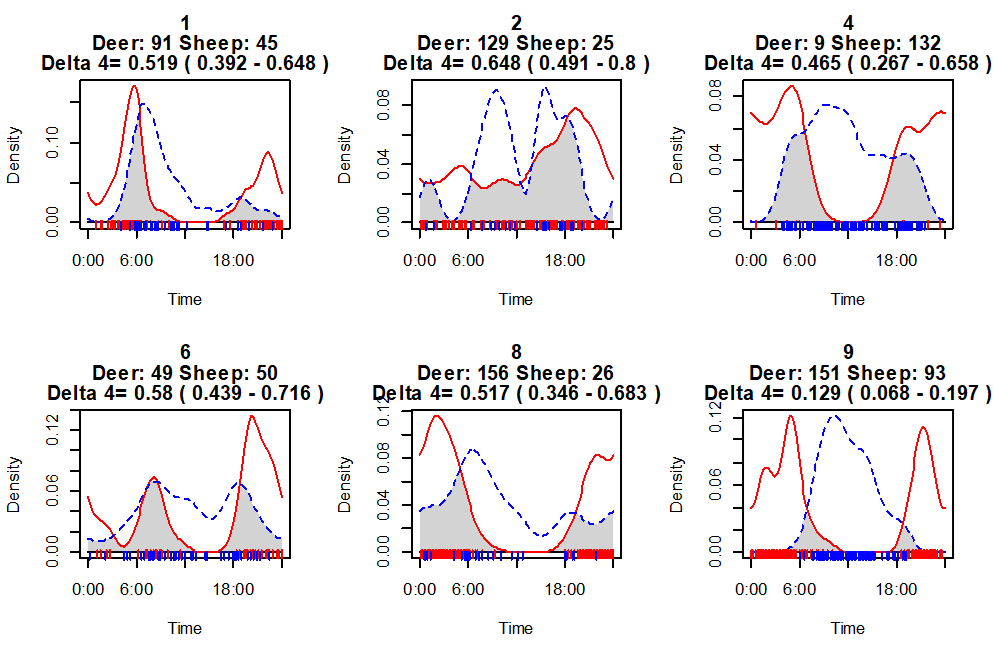 1
Deer: 91 Sheep: 45
Delta 4= 0.519 ( 0.392 - 0.648 )
Density
0.00
0.10
0:00 6:00 18:00
Time
2
Deer: 129 Sheep: 25
Delta 4= 0.648 ( 0.491 - 0.8 )
Density
0.00 0.04 0.08
0:00 6:00 18:00
Time
4
Deer: 9 Sheep: 132
Delta 4= 0.465 ( 0.267 - 0.658 )
Density
0.00 0.04 0.08
0:00 6:00 18:00
Time
6
Deer: 49 Sheep: 50
Delta 4= 0.58 ( 0.439 - 0.716 )
Density
0.00 0.06 0.12
0:00 6:00 18:00
Time
8
Deer: 156 Sheep: 26
Delta 4= 0.517 ( 0.346 - 0.683 )
Density
0.00 0.04 0.08 0.12
0:00 6:00 18:00
Time
9
Deer: 151 Sheep: 93
Delta 4= 0.129 ( 0.068 - 0.197 )
Density
0.00 0.06 0.12
0:00 6:00 18:00
Time